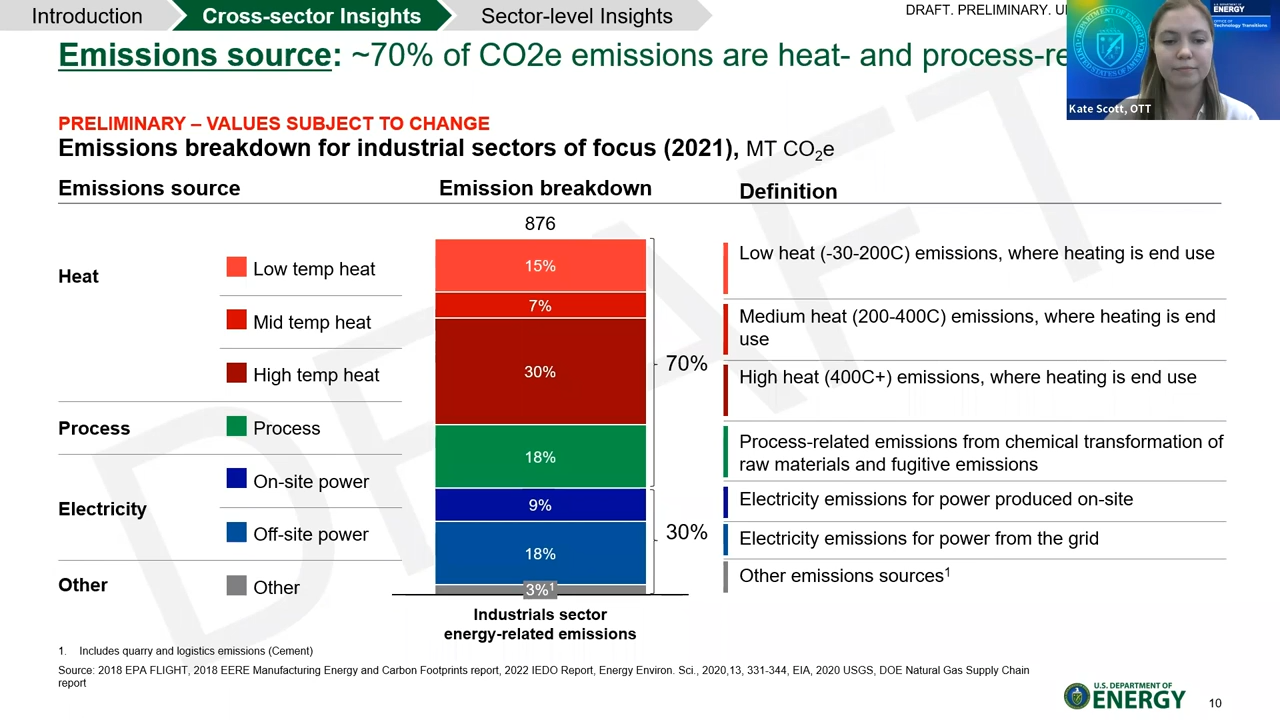 Introduction
Cross-sector Insights
Sector-level Insights
DRAFT. PRELIMINARY.
Emissions source: ~70% of CO2e emissions are heat- and
PRELIMINARY – VALUES SUBJECT TO CHANGE
Emissions breakdown for industrial sectors of focus (2021), MT CO2e
Emissions source
Emission breakdown
Definition
876
Heat
Low temp heat
15%
Low heat (-30-200C) emissions, where heating is end use
Mid temp heat
7%
Medium heat (200-400C) emissions, where heating is end
use
High temp heat
30%
70%
High heat (400C+) emissions, where heating is end use
Process
Process
18%
Process-related emissions from chemical transformation of
raw materials and fugitive emissions
Electricity
On-site power
9%
Electricity emissions for power produced on-site
Off-site power
18%
30%
Electricity emissions for power from the grid
Other
Other
3%1
Other emissions sources1
Industrials sector
energy-related emissions
1. Includes quarry and logistics emissions (Cement)
Source: 2018 EPA FLIGHT, 2018 EERE Manufacturing Energy and Carbon Footprints report, 2022 IEDO Report, Energy Environ. Sci., 2020,13, 331-344, EIA, 2020 USGS, DOE Natural Gas Supply Chain
report
U.S. DEPARTMENT OF
ENERGY
10
DRAFT
Kate Scott, OTT
ENERGY
Technology Transitions